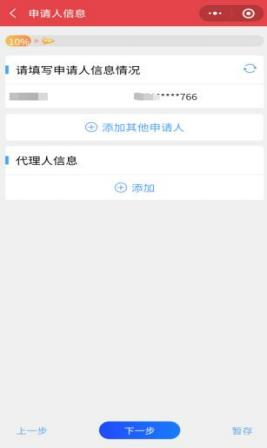 申请人信息
10%
请填写申请人信息情况
*****766
添加其他申请人
代理人信息
添加
上一步
下一步
暂存